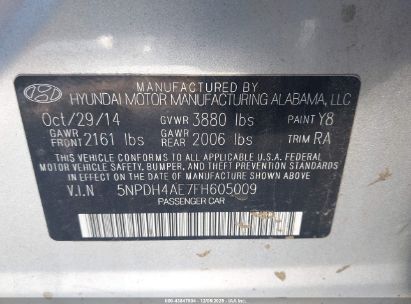 MANUFACTURED BY
HYUNDAI MOTOR MANUFACTURING ALABAMA, LLC
Oct/29/14 GVWR 3880 lbs PAINT Y8
GAWR FRONT 2161 lbs GAWR REAR 2006 lbs TRIM RA
THIS VEHICLE CONFORMS TO ALL APPLICABLE U.S. FEDERAL
MOTOR VEHICLE SAFETY, BUMPER, AND THEFT PREVENTION
STANDARDS IN EFFECT ON THE DATE OF MANUFACTURE SHOWN ABOVE.
V.I.N 5NPDH4AE7FH605009
PASSENGER CAR